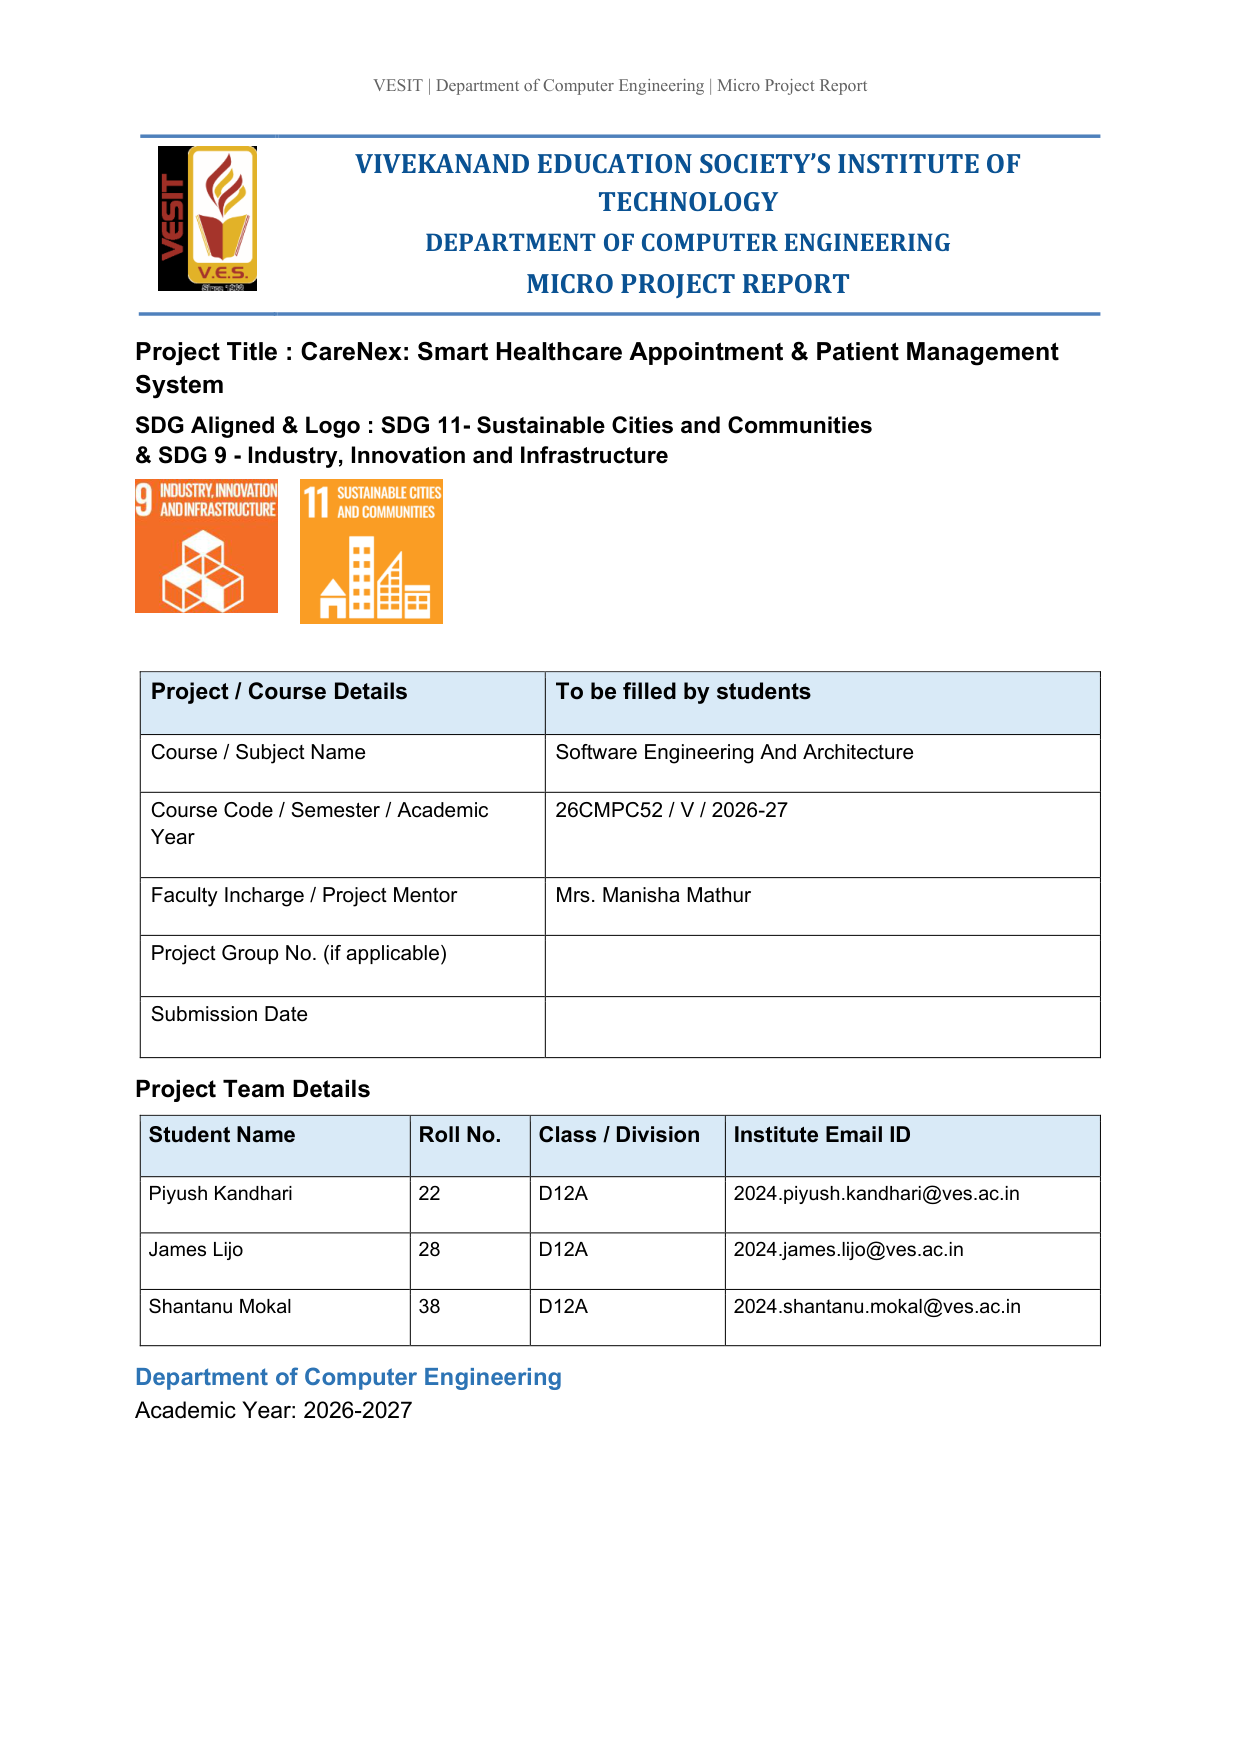 VESIT | Department of Computer Engineering | Micro Project Report
VESIT
V.E.S.
VIVEKANAND EDUCATION SOCIETY’S INSTITUTE OF
TECHNOLOGY
DEPARTMENT OF COMPUTER ENGINEERING
MICRO PROJECT REPORT
Project Title : CareNex: Smart Healthcare Appointment & Patient Management
System
SDG Aligned & Logo : SDG 11- Sustainable Cities and Communities
& SDG 9 - Industry, Innovation and Infrastructure
9 INDUSTRY, INNOVATION
AND INFRASTRUCTURE
11 SUSTAINABLE CITIES
AND COMMUNITIES
Project / Course Details To be filled by students
Course / Subject Name Software Engineering And Architecture
Course Code / Semester / Academic 26CMPC52 / V / 2026-27
Year
Faculty Incharge / Project Mentor Mrs. Manisha Mathur
Project Group No. (if applicable)
Submission Date
Project Team Details
Student Name Roll No. Class / Division Institute Email ID
Piyush Kandhari 22 D12A 2024.piyush.kandhari@ves.ac.in
James Lijo 28 D12A 2024.james.lijo@ves.ac.in
Shantanu Mokal 38 D12A 2024.shantanu.mokal@ves.ac.in
Department of Computer Engineering
Academic Year: 2026-2027